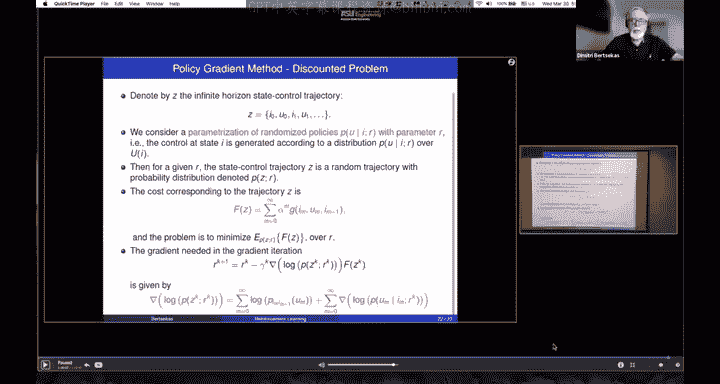 QuickTime Player File Edit View Window Help
100%
Wed Mar 30
Engineering
Dimitri Bertsekas
Policy Gradient Method - Discounted Problem
Denote by z the infinite horizon state-control trajectory:
z = {i₀, u₀, i₁, u₁, . . .}.
We consider a parametrization of randomized policies p(u | i; r) with parameter r,
i.e., the control at state i is generated according to a distribution p(u | i; r) over
U(i).
Then for a given r, the state-control trajectory z is a random trajectory with
probability distribution denoted p(z; r).
The cost corresponding to the trajectory z is
F(z) = ∑_{m=0}^{∞} α^m g(i_m, u_m, i_{m+1}),
and the problem is to minimize E_{p(z;r)}{F(z)}, over r.
The gradient needed in the gradient iteration
r^{k+1} = r^k − γ^k ∇(log(p(z^k; r^k)))F(z^k)
is given by
∇(log(p(z^k; r^k))) = ∑_{m=0}^{∞} log(p_{i_m i_{m+1}}(u_m)) + ∑_{m=0}^{∞} ∇(log(p(u_m | i_m; r^k)))
Bertsekas Reinforcement Learning
Paused